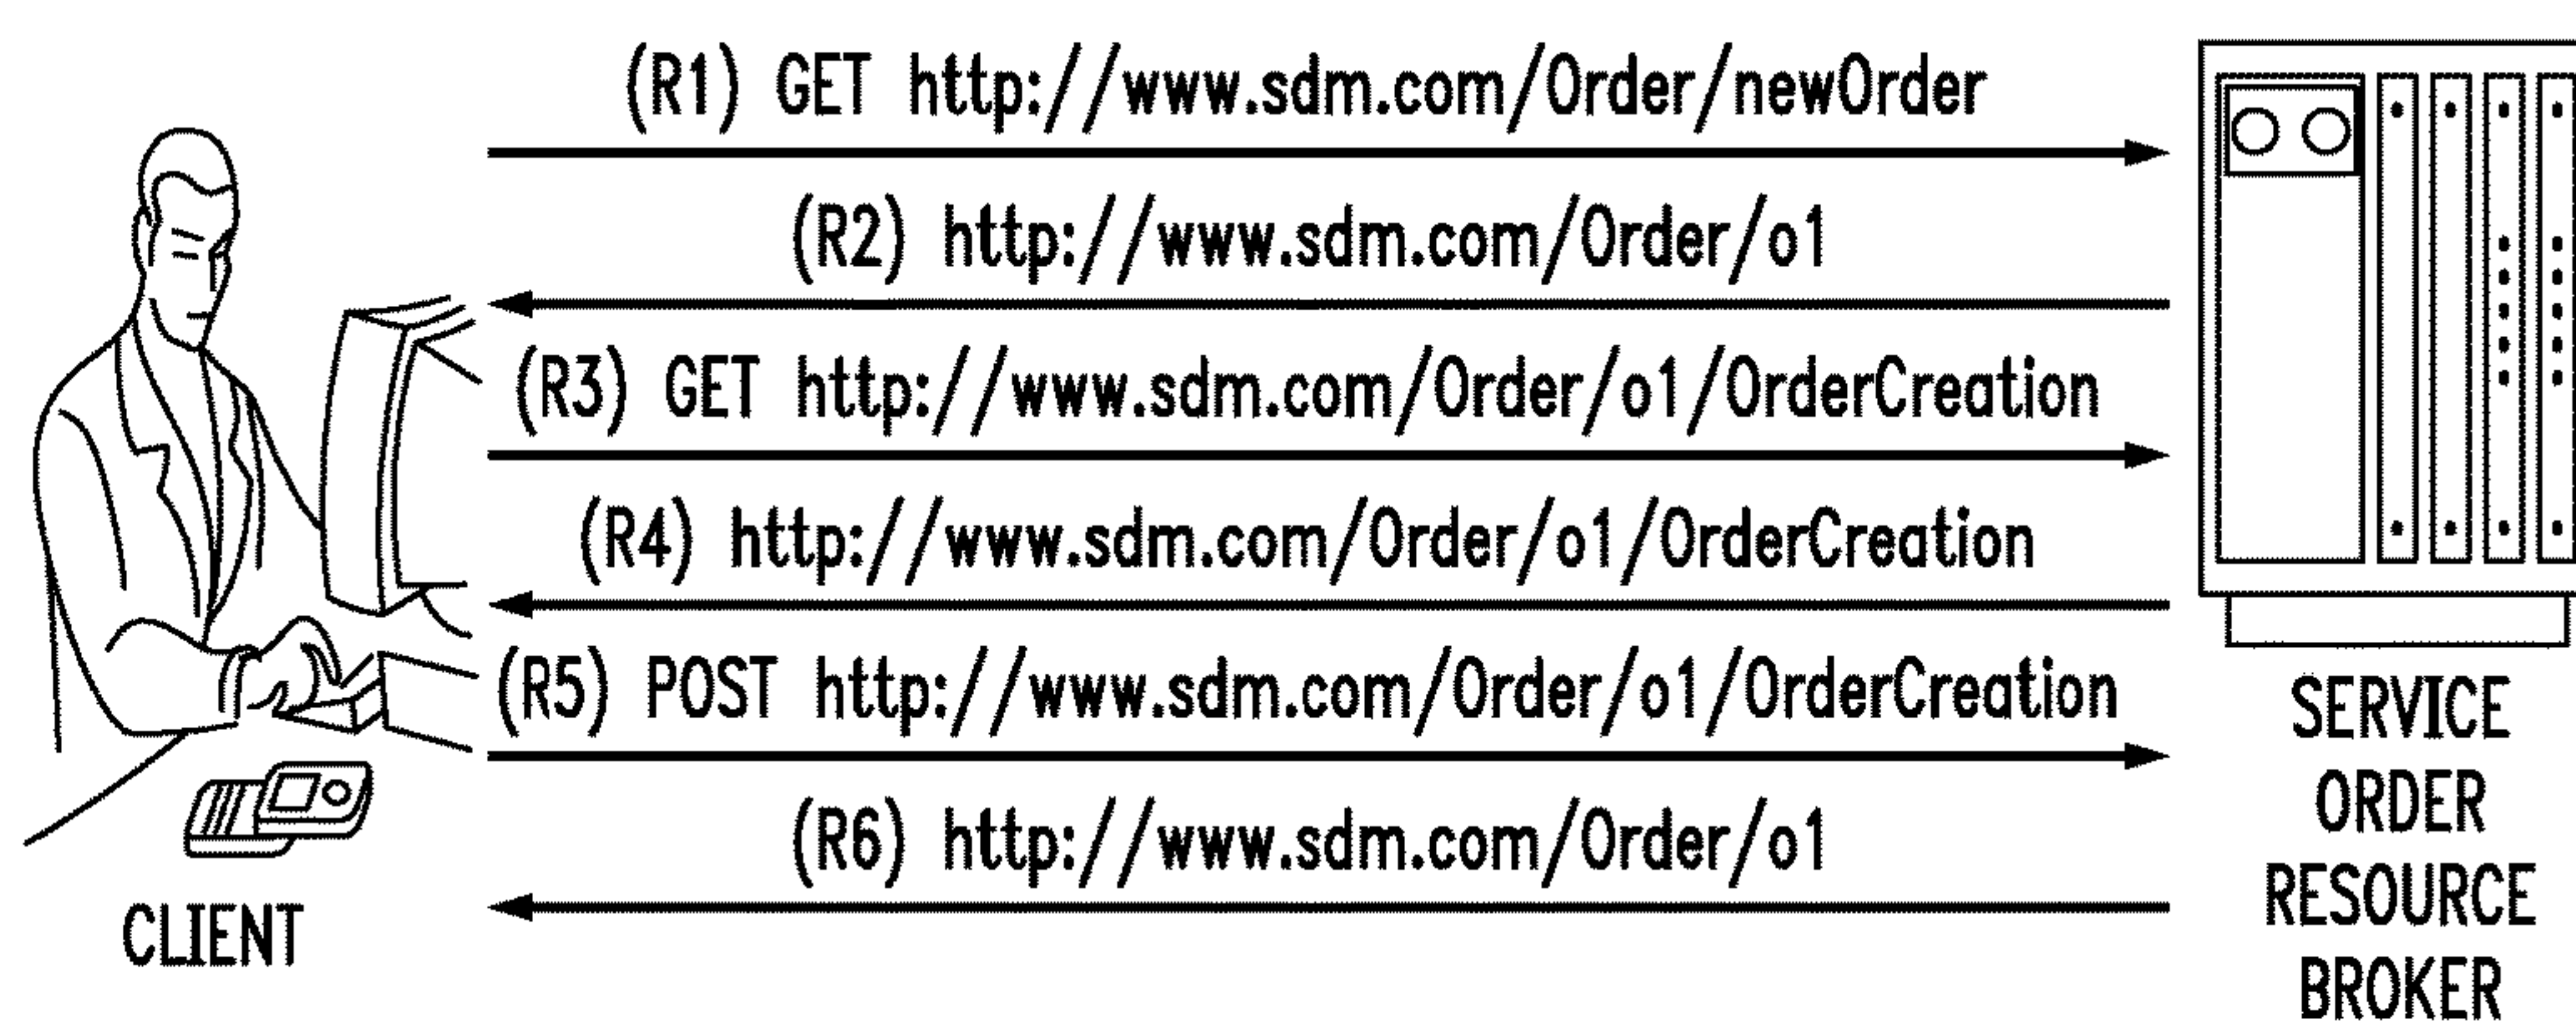 (R1) GET http://www.sdm.com/Order/newOrder
(R2) http://www.sdm.com/Order/o1
(R3) GET http://www.sdm.com/Order/o1/OrderCreation
(R4) http://www.sdm.com/Order/o1/OrderCreation
(R5) POST http://www.sdm.com/Order/o1/OrderCreation
(R6) http://www.sdm.com/Order/o1
CLIENT
SERVICE
ORDER
RESOURCE
BROKER